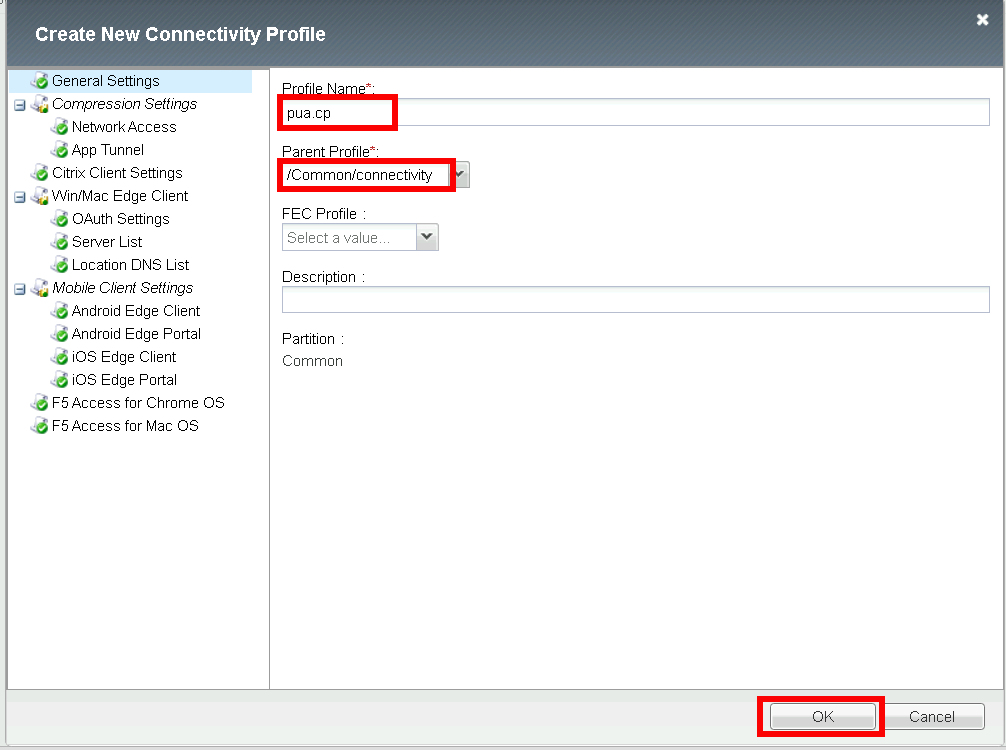 Create New Connectivity Profile
General Settings
Compression Settings
Network Access
App Tunnel
Citrix Client Settings
Win/Mac Edge Client
OAuth Settings
Server List
Location DNS List
Mobile Client Settings
Android Edge Client
Android Edge Portal
iOS Edge Client
iOS Edge Portal
F5 Access for Chrome OS
F5 Access for Mac OS
Profile Name*:
pua.cp
Parent Profile*:
/Common/connectivity
FEC Profile :
Select a value...
Description :
Partition :
Common
OK
Cancel